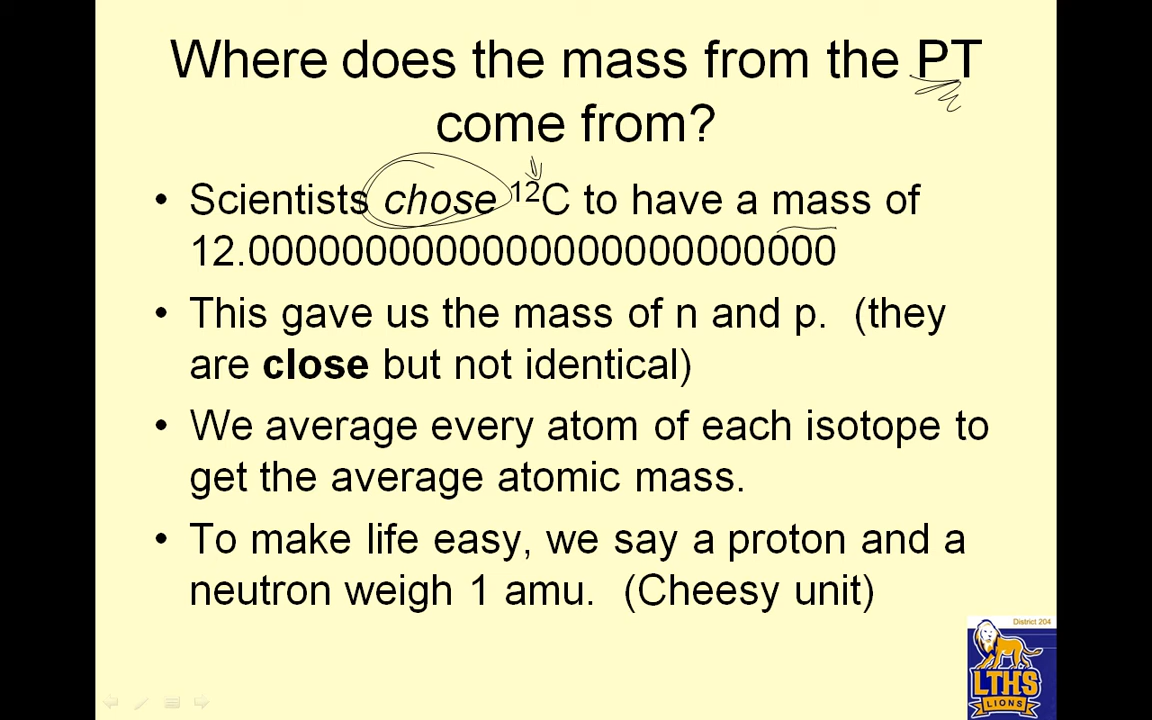 Where does the mass from the PT
come from?
• Scientists chose ¹²C to have a mass of
12.0000000000000000000000000
• This gave us the mass of n and p. (they
are close but not identical)
• We average every atom of each isotope to
get the average atomic mass.
• To make life easy, we say a proton and a
neutron weigh 1 amu. (Cheesy unit)
District 204
LTHS
LIONS